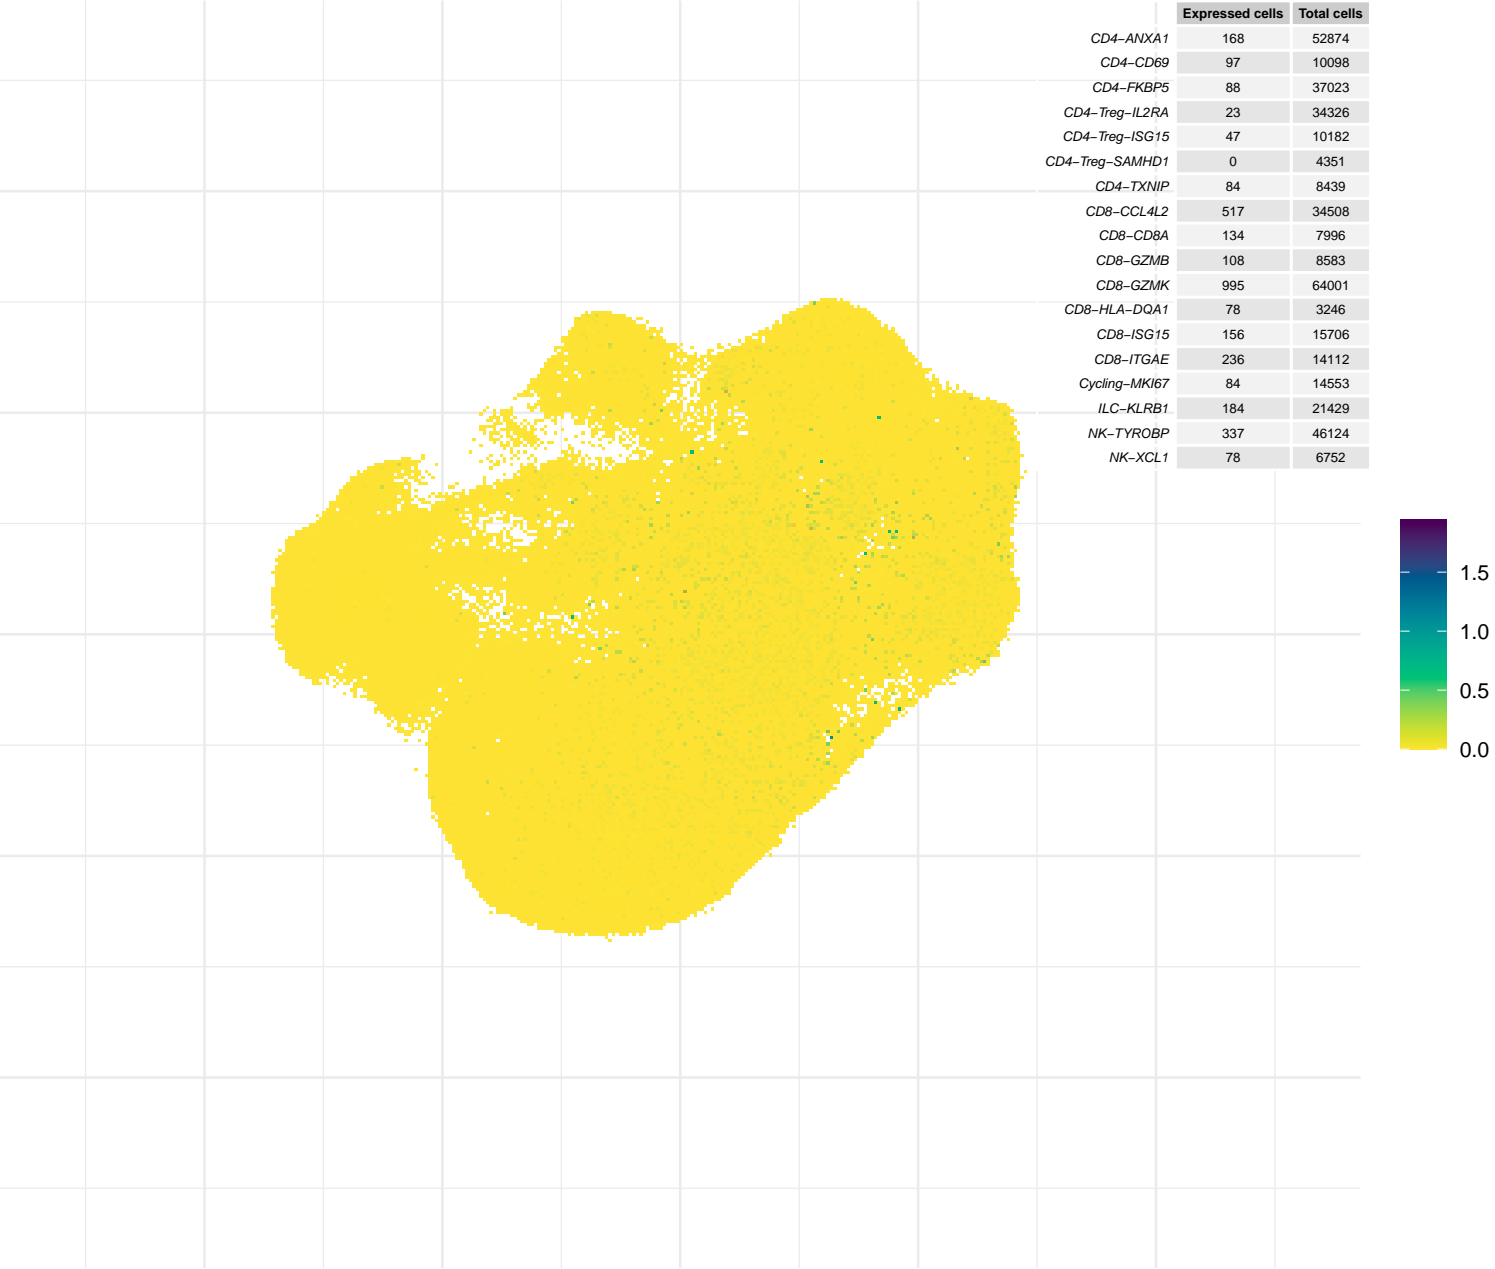 Expressed cells Total cells
CD4−ANXA1 168 52874
CD4−CD69 97 10098
CD4−FKBP5 88 37023
CD4−Treg−IL2RA 23 34326
CD4−Treg−ISG15 47 10182
CD4−Treg−SAMHD1 0 4351
CD4−TXNIP 84 8439
CD8−CCL4L2 517 34508
CD8−CD8A 134 7996
CD8−GZMB 108 8583
CD8−GZMK 995 64001
CD8−HLA−DQA1 78 3246
CD8−ISG15 156 15706
CD8−ITGAE 236 14112
Cycling−MKI67 84 14553
ILC−KLRB1 184 21429
NK−TYROBP 337 46124
NK−XCL1 78 6752
1.5
1.0
0.5
0.0